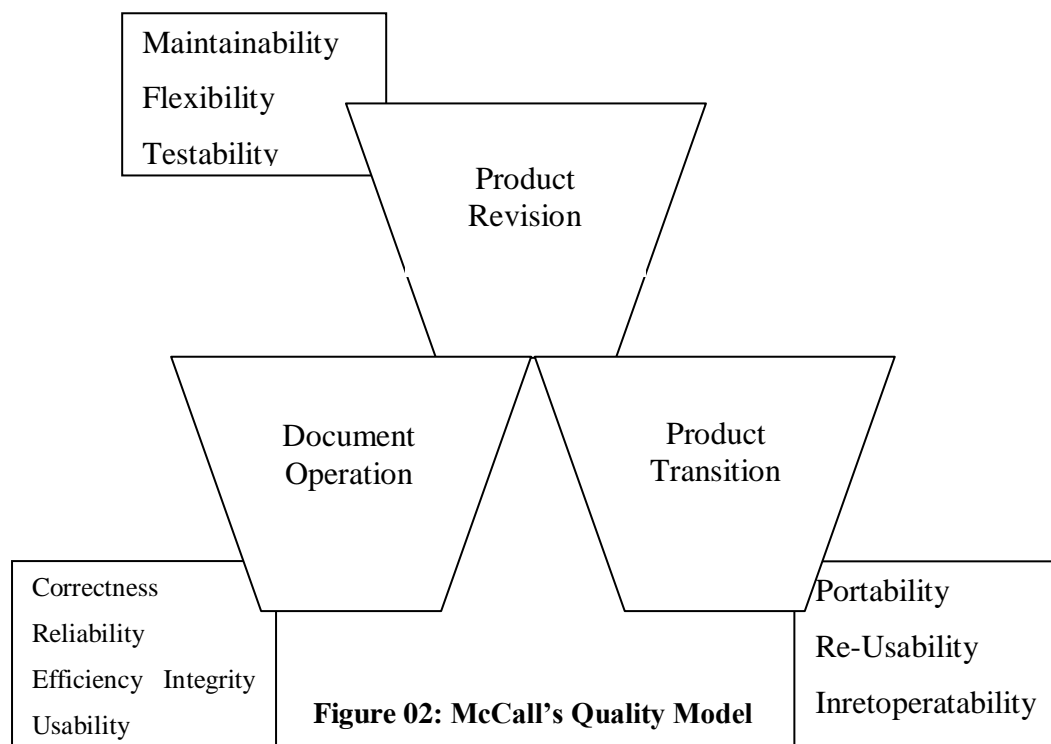 Maintainability
Flexibility
Testability
Product
Revision
Document
Operation
Product
Transition
Correctness
Reliability
Efficiency Integrity
Usability
Portability
Re-Usability
Inretoperatability
Figure 02: McCall’s Quality Model